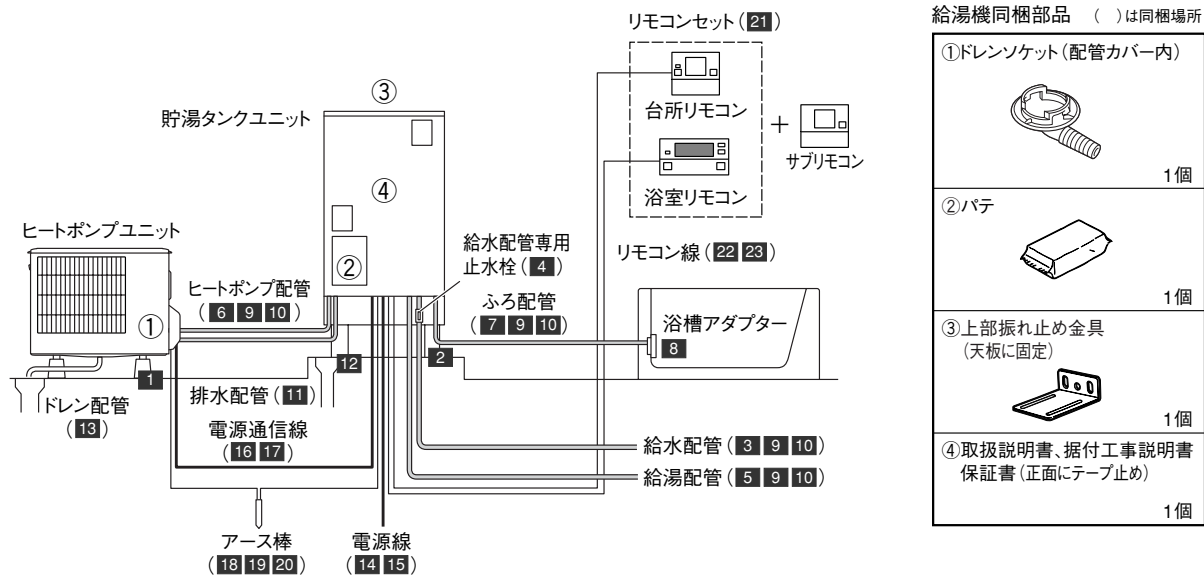 リモコンセット(21)
③
貯湯タンクユニット
台所リモコン
+
サブリモコン
④
浴室リモコン
ヒートポンプユニット
給水配管専用
止水栓(4)
リモコン線(22 23)
②
ヒートポンプ配管
(6 9 10)
ふろ配管
(7 9 10)
浴槽アダプター
8
①
12
2
1
排水配管(11)
ドレン配管
(13)
電源通信線
(16 17)
給水配管(3 9 10)
給湯配管(5 9 10)
アース棒
(18 19 20)
電源線
(14 15)
給湯機同梱部品 ( )は同梱場所
①ドレンソケット(配管カバー内)
1個
②パテ
1個
③上部振れ止め金具
(天板に固定)
1個
④取扱説明書、据付工事説明書
保証書(正面にテープ止め)
1個